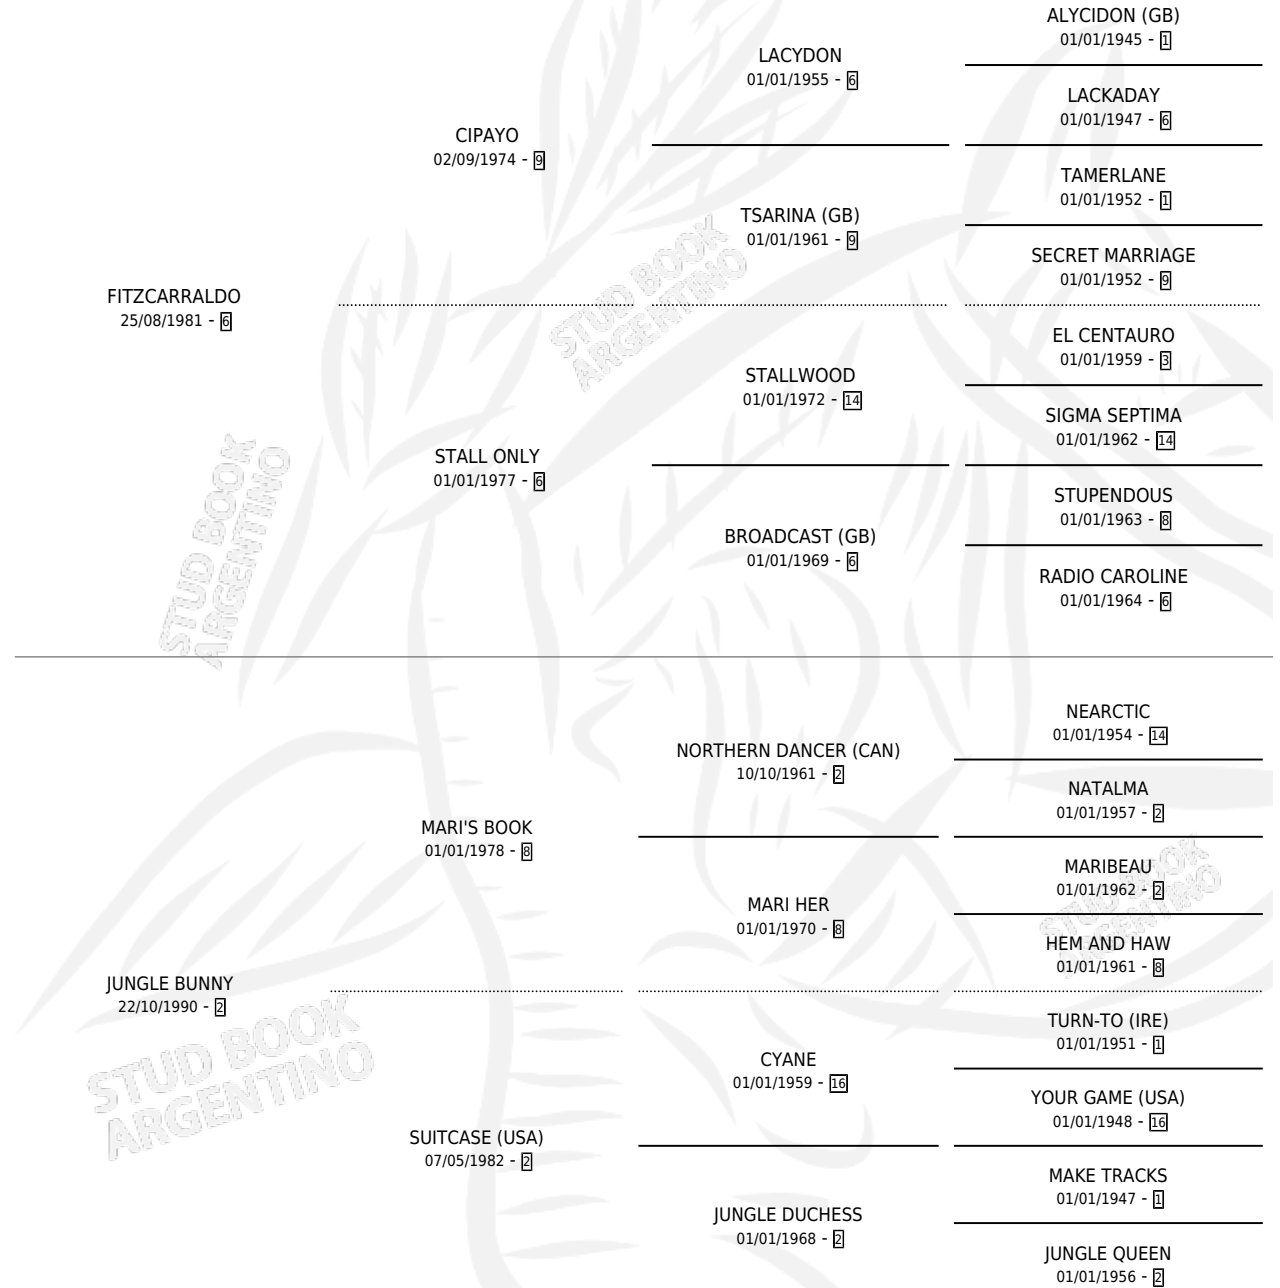 ALYCIDON (GB)
01/01/1945 - 1
LACYDON
01/01/1955 - 6
LACKADAY
01/01/1947 - 6
CIPAYO
02/09/1974 - 9
TAMERLANE
01/01/1952 - 1
TSARINA (GB)
01/01/1961 - 9
SECRET MARRIAGE
01/01/1952 - 9
FITZCARRALDO
25/08/1981 - 6
STUD BOOK
ARGENTINO
EL CENTAURO
01/01/1959 - 3
STALLWOOD
01/01/1972 - 14
SIGMA SEPTIMA
01/01/1962 - 14
STALL ONLY
01/01/1977 - 6
STUD BOOK
ARGENTINO
STUPENDOUS
01/01/1963 - 8
BROADCAST (GB)
01/01/1969 - 6
RADIO CAROLINE
01/01/1964 - 6
NEARCTIC
01/01/1954 - 14
NORTHERN DANCER (CAN)
10/10/1961 - 2
NATALMA
01/01/1957 - 2
MARI'S BOOK
01/01/1978 - 8
MARIBEAU
01/01/1962 - 2
STUD BOOK
ARGENTINO
MARI HER
01/01/1970 - 8
HEM AND HAW
01/01/1961 - 8
JUNGLE BUNNY
22/10/1990 - 2
STUD BOOK
ARGENTINO
TURN-TO (IRE)
01/01/1951 - 1
CYANE
01/01/1959 - 16
YOUR GAME (USA)
01/01/1948 - 16
SUITCASE (USA)
07/05/1982 - 2
MAKE TRACKS
01/01/1947 - 1
JUNGLE DUCHESS
01/01/1968 - 2
JUNGLE QUEEN
01/01/1956 - 2